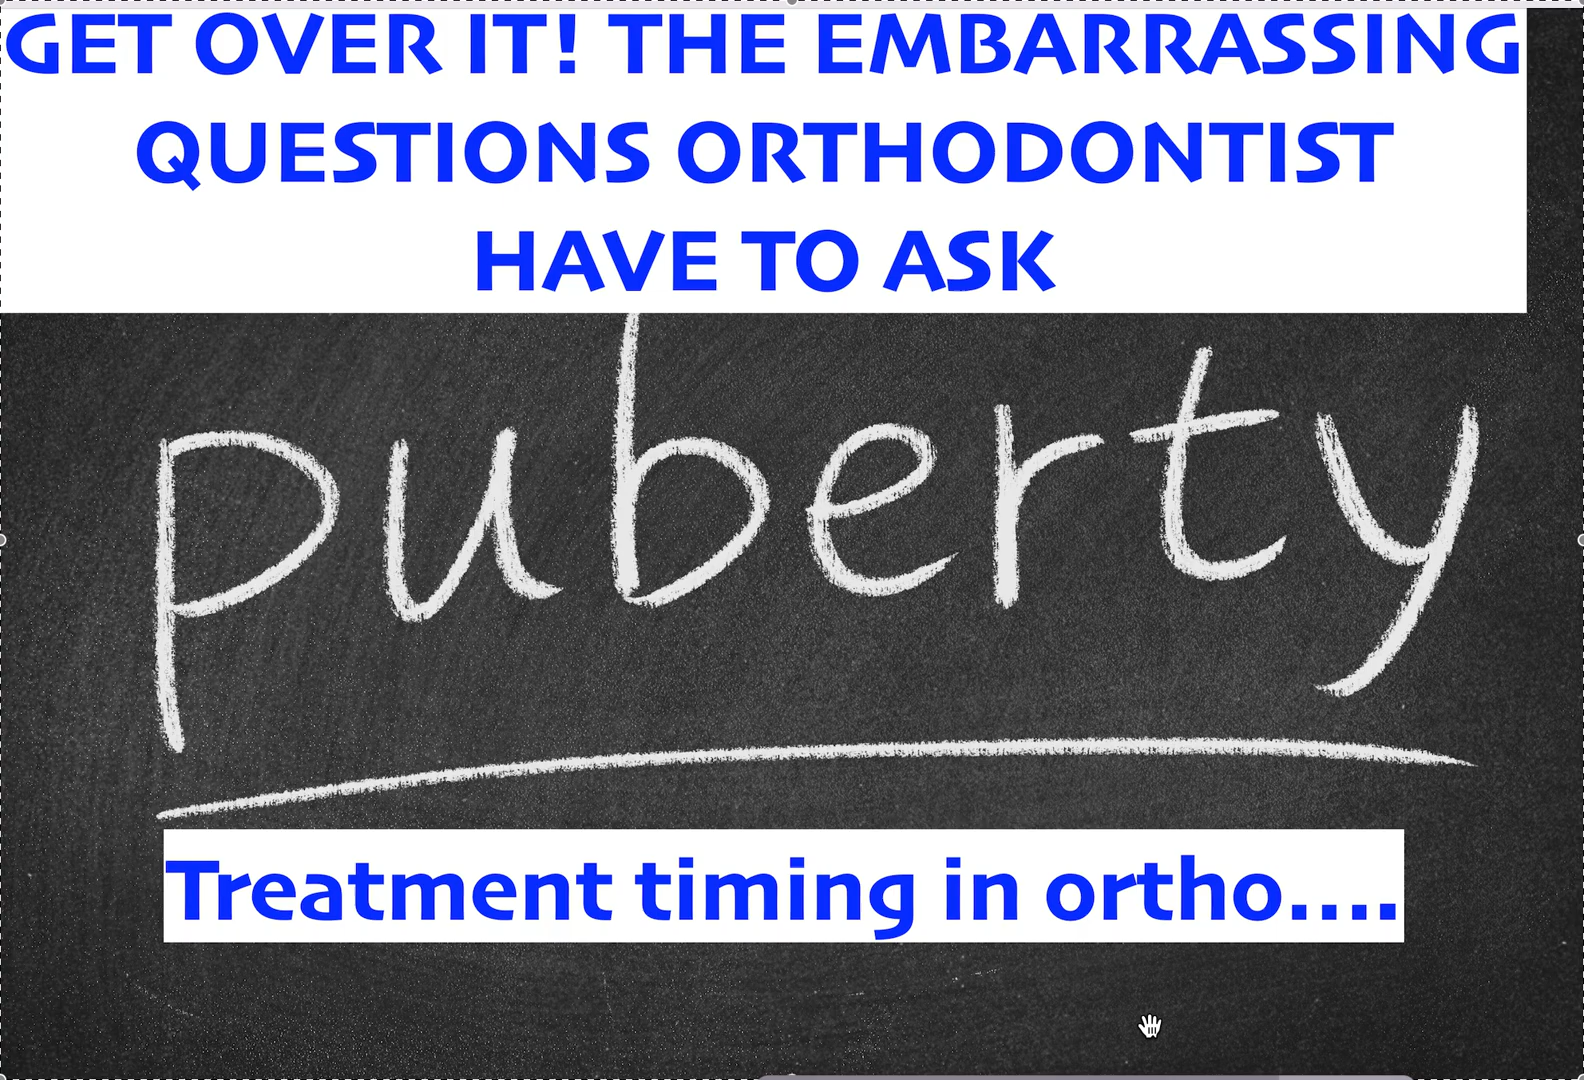 GET OVER IT! THE EMBARRASSING
QUESTIONS ORTHODONTIST
HAVE TO ASK
puberty
Treatment timing in ortho....